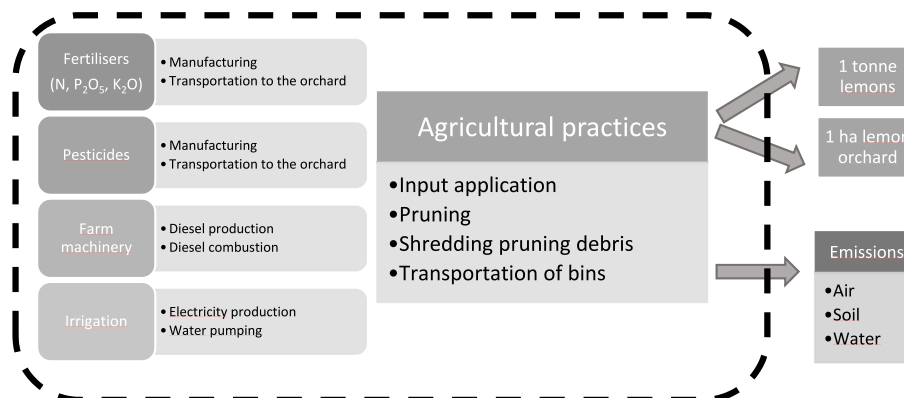 Fertilisers
(N, P₂O₅, K₂O)
•Manufacturing
•Transportation to the orchard
Pesticides
•Manufacturing
•Transportation to the orchard
Farm
machinery
•Diesel production
•Diesel combustion
Irrigation
•Electricity production
•Water pumping
Agricultural practices
•Input application
•Pruning
•Shredding pruning debris
•Transportation of bins
1 tonne
lemons
1 ha lemon
orchard
Emissions
•Air
•Soil
•Water